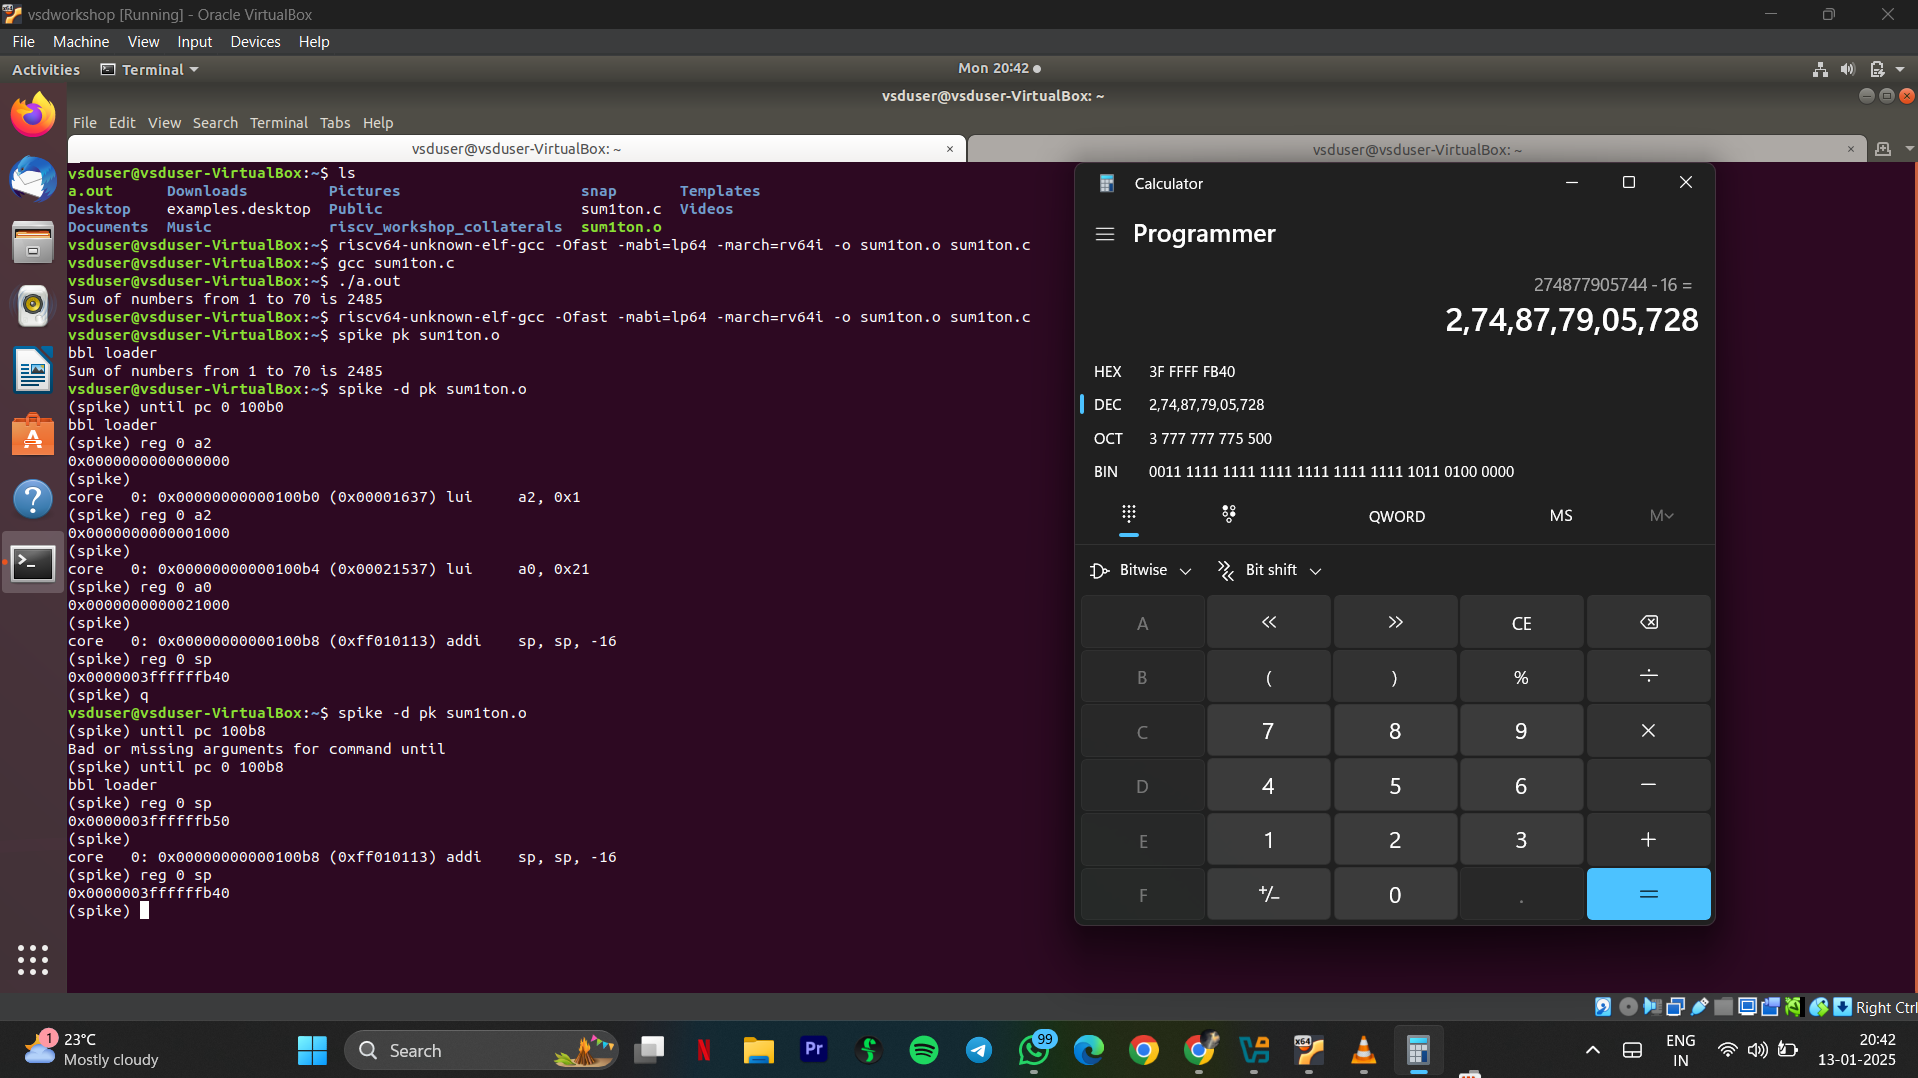 vsdworkshop [Running] - Oracle VirtualBox
File Machine View Input Devices Help
Activities Terminal Mon 20:42
vsduser@vsduser-VirtualBox: ~
File Edit View Search Terminal Tabs Help
vsduser@vsduser-VirtualBox: ~ × vsduser@vsduser-VirtualBox: ~ ×
vsduser@vsduser-VirtualBox:~$ ls
a.out Downloads Pictures snap Templates
Desktop examples.desktop Public sum1ton.c Videos
Documents Music riscv_workshop_collaterals sum1ton.o
vsduser@vsduser-VirtualBox:~$ riscv64-unknown-elf-gcc -Ofast -mabi=lp64 -march=rv64i -o sum1ton.o sum1ton.c
vsduser@vsduser-VirtualBox:~$ gcc sum1ton.c
vsduser@vsduser-VirtualBox:~$ ./a.out
Sum of numbers from 1 to 70 is 2485
vsduser@vsduser-VirtualBox:~$ riscv64-unknown-elf-gcc -Ofast -mabi=lp64 -march=rv64i -o sum1ton.o sum1ton.c
vsduser@vsduser-VirtualBox:~$ spike pk sum1ton.o
bbl loader
Sum of numbers from 1 to 70 is 2485
vsduser@vsduser-VirtualBox:~$ spike -d pk sum1ton.o
(spike) until pc 0 100b0
bbl loader
(spike) reg 0 a2
0x0000000000000000
(spike)
core 0: 0x00000000000100b0 (0x00001637) lui a2, 0x1
(spike) reg 0 a2
0x0000000000001000
(spike)
core 0: 0x00000000000100b4 (0x00021537) lui a0, 0x21
(spike) reg 0 a0
0x0000000000021000
(spike)
core 0: 0x00000000000100b8 (0xff010113) addi sp, sp, -16
(spike) reg 0 sp
0x0000003ffffffb40
(spike) q
vsduser@vsduser-VirtualBox:~$ spike -d pk sum1ton.o
(spike) until pc 100b8
Bad or missing arguments for command until
(spike) until pc 0 100b8
bbl loader
(spike) reg 0 sp
0x0000003ffffffb50
(spike)
core 0: 0x00000000000100b8 (0xff010113) addi sp, sp, -16
(spike) reg 0 sp
0x0000003ffffffb40
(spike)
Calculator
Programmer
274877905744 - 16 =
2,74,87,79,05,728
HEX 3F FFFF FB40
DEC 2,74,87,79,05,728
OCT 3 777 777 775 500
BIN 0011 1111 1111 1111 1111 1111 1111 1011 0100 0000
QWORD MS M
Bitwise Bit shift
A << >> CE
B ( ) % ÷
C 7 8 9 ×
D 4 5 6 −
E 1 2 3 +
F +/− 0 . =
Right Ctrl
1 23°C
Mostly cloudy
Search
N Pr 99 x64
ENG
IN
20:42
13-01-2025